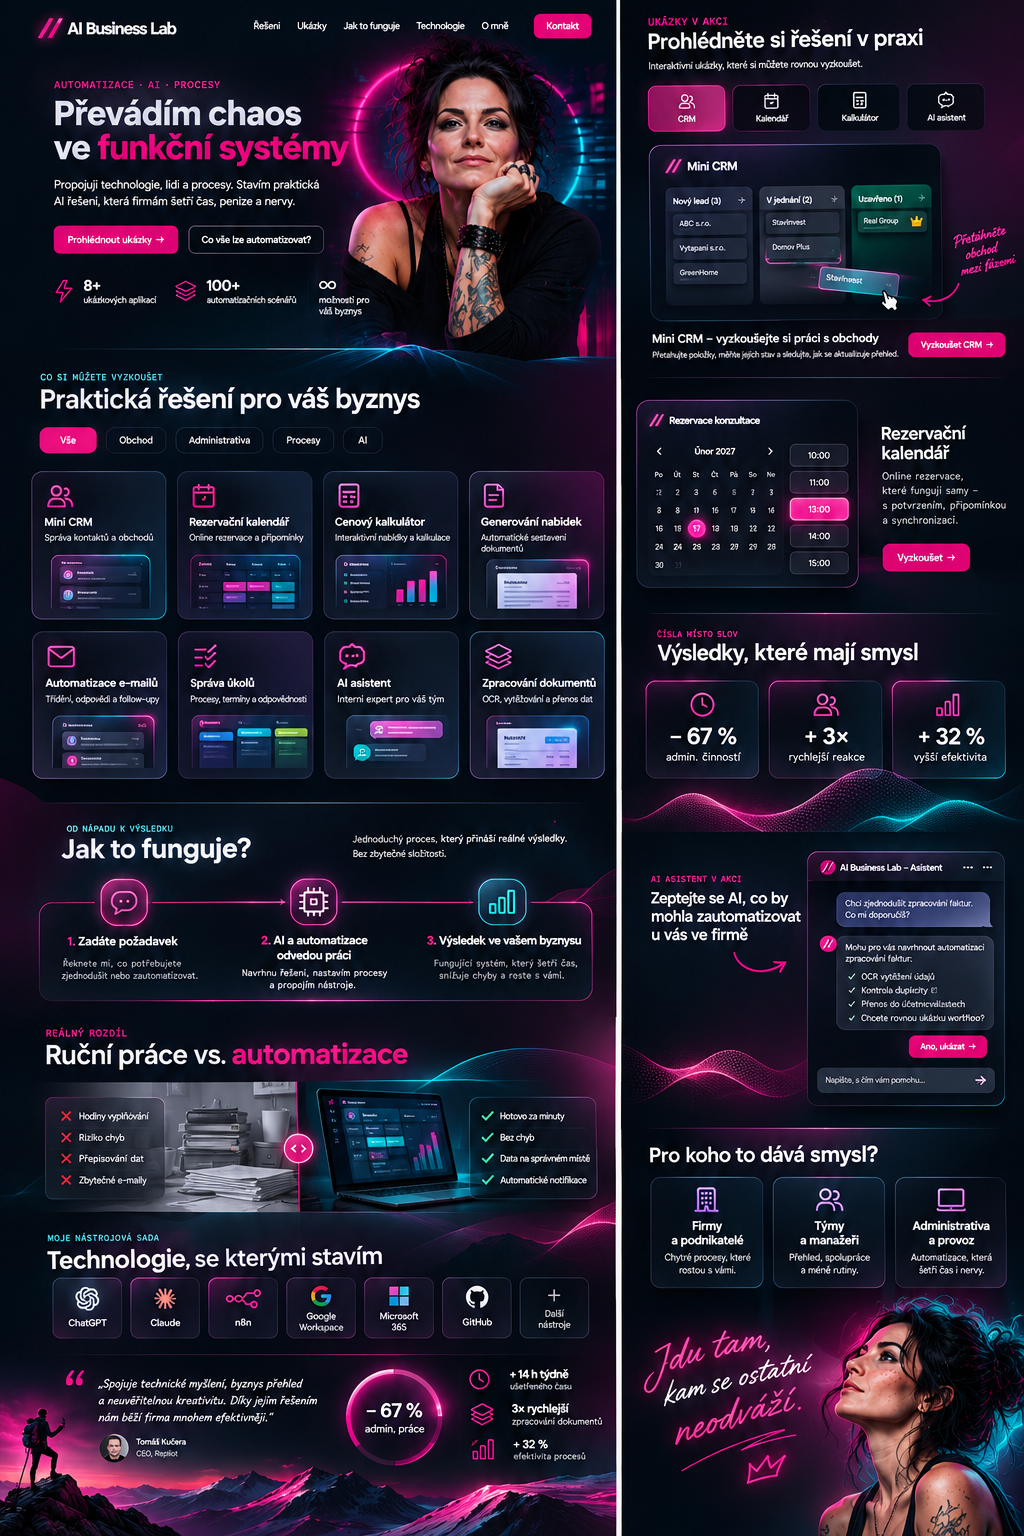 AI Business Lab
Řešení
Ukázky
Jak to funguje
Technologie
O mně
Kontakt
AUTOMATIZACE · AI · PROCESY
Převádím chaos
ve funkční systémy
Propojuji technologie, lidi a procesy. Stavím praktická
AI řešení, která firmám šetří čas, peníze a nervy.
Prohlédnout ukázky →
Co vše lze automatizovat?
8+
ukázkových aplikací
100+
automatizačních scénářů
∞
možností pro
váš byznys
CO SI MŮŽETE VYZKOUŠET
Praktická řešení pro váš byznys
Vše
Obchod
Administrativa
Procesy
AI
Mini CRM
Správa kontaktů a obchodů
Rezervační kalendář
Online rezervace a připomínky
Cenový kalkulátor
Interaktivní nabídky a kalkulace
Generování nabídek
Automatické sestavení
dokumentů
Automatizace e-mailů
Třídění, odpovědi a follow-upy
Správa úkolů
Procesy, termíny a odpovědnosti
AI asistent
Interní expert pro váš tým
Zpracování dokumentů
OCR, vytěžování a přenos dat
OD NÁPADU K VÝSLEDKU
Jak to funguje?
Jednoduchý proces, který přináší reálné výsledky.
Bez zbytečné složitosti.
1. Zadáte požadavek
Řeknete mi, co potřebujete
zjednodušit nebo zautomatizovat.
2. AI a automatizace
odvedou práci
Navrhnu řešení, nastavím procesy
a propojím nástroje.
3. Výsledek ve vašem byznysu
Fungující systém, který šetří čas,
snižuje chyby a roste s vámi.
REÁLNÝ ROZDÍL
Ruční práce vs. automatizace
Hodiny vyplňování
Riziko chyb
Přepisování dat
Zbytečné e-maily
Hotovo za minuty
Bez chyb
Data na správném místě
Automatické notifikace
MOJE NÁSTROJOVÁ SADA
Technologie, se kterými stavím
ChatGPT
Claude
n8n
Google
Workspace
Microsoft
365
GitHub
Další
nástroje
„Spojuje technické myšlení, byznys přehled
a neuvěřitelnou kreativitu. Díky jejím řešením
nám běží firma mnohem efektivněji."
Tomáš Kučera
CEO,
– 67 %
admin, práce
+ 14 h týdně
ušetřeného času
3x rychlejší
zpracování dokumentů
+ 32 %
efektivita procesů
UKÁZKY V AKCI
Prohlédněte si řešení v praxi
Interaktivní ukázky, které si můžete rovnou vyzkoušet.
CRM
Kalendář
Kalkulátor
AI asistent
Mini CRM
Nový lead (3)
ABC s.r.o.
Vytapani s.r.o.
GreenHome
V jednání (2)
Stavinvest
Domov Plus
Uzavřeno (1)
Real Group
Stavinvest
Přetáhněte
obchod
mezi fázemi
Mini CRM – vyzkoušejte si práci s obchody
Přetahujte položky, měňte jejich stav a sledujte, jak se aktualizuje přehled.
Vyzkoušet CRM →
Rezervace konzultace
Únor 2027
Po Út St Čt Pá So Ne
17
30
10:00
11:00
13:00
14:00
15:00
Rezervační
kalendář
Online rezervace,
které fungují samy –
s potvrzením, připomínkou
a synchronizací.
Vyzkoušet →
ČÍSLA MÍSTO SLOV
Výsledky, které mají smysl
– 67 %
admin. činností
+ 3×
rychlejší reakce
+ 32 %
vyšší efektivita
AI ASISTENT V AKCI
Zeptejte se AI, co by
mohla zautomatizovat
u vás ve firmě
AI Business Lab – Asistent
Chci zjednodušit zpracování faktur.
Co mi doporučíš?
Mohu pro vás navrhnout automatizaci
zpracování faktur:
OCR vytěžení údajů
Kontrola duplicity
Přenos do
Chcete rovnou ukázku
Ano, ukázat →
Napište, s čím vám pomohu...
Pro koho to dává smysl?
Firmy
a podnikatelé
Chytré procesy, které
rostou s vámi.
Týmy
a manažeři
Přehled, spolupráce
a méně rutiny.
Administrativa
a provoz
Automatizace, která
šetří čas i nervy.
Jdu tam,
kam se ostatní
neodváží.